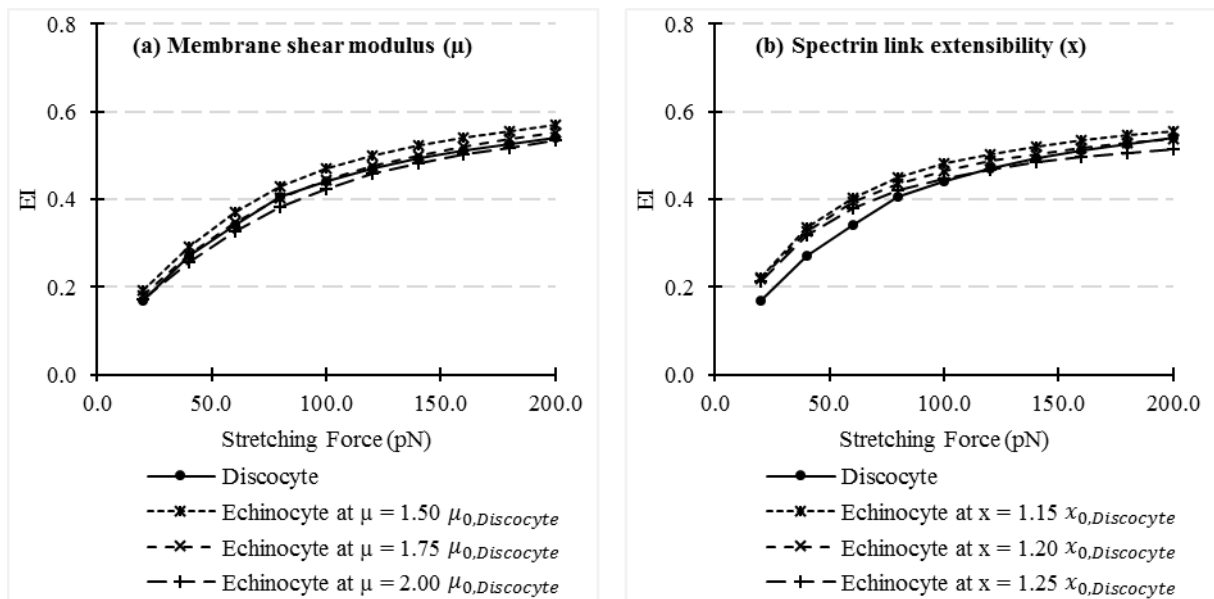 (a) Membrane shear modulus (μ)
0.8
0.6
0.4
0.2
0.0
EI
0.0 50.0 100.0 150.0 200.0
Stretching Force (pN)
Discocyte
Echinocyte at μ = 1.50 μ0,Discocyte
Echinocyte at μ = 1.75 μ0,Discocyte
Echinocyte at μ = 2.00 μ0,Discocyte
(b) Spectrin link extensibility (x)
0.8
0.6
0.4
0.2
0.0
EI
0.0 50.0 100.0 150.0 200.0
Stretching Force (pN)
Discocyte
Echinocyte at x = 1.15 x0,Discocyte
Echinocyte at x = 1.20 x0,Discocyte
Echinocyte at x = 1.25 x0,Discocyte